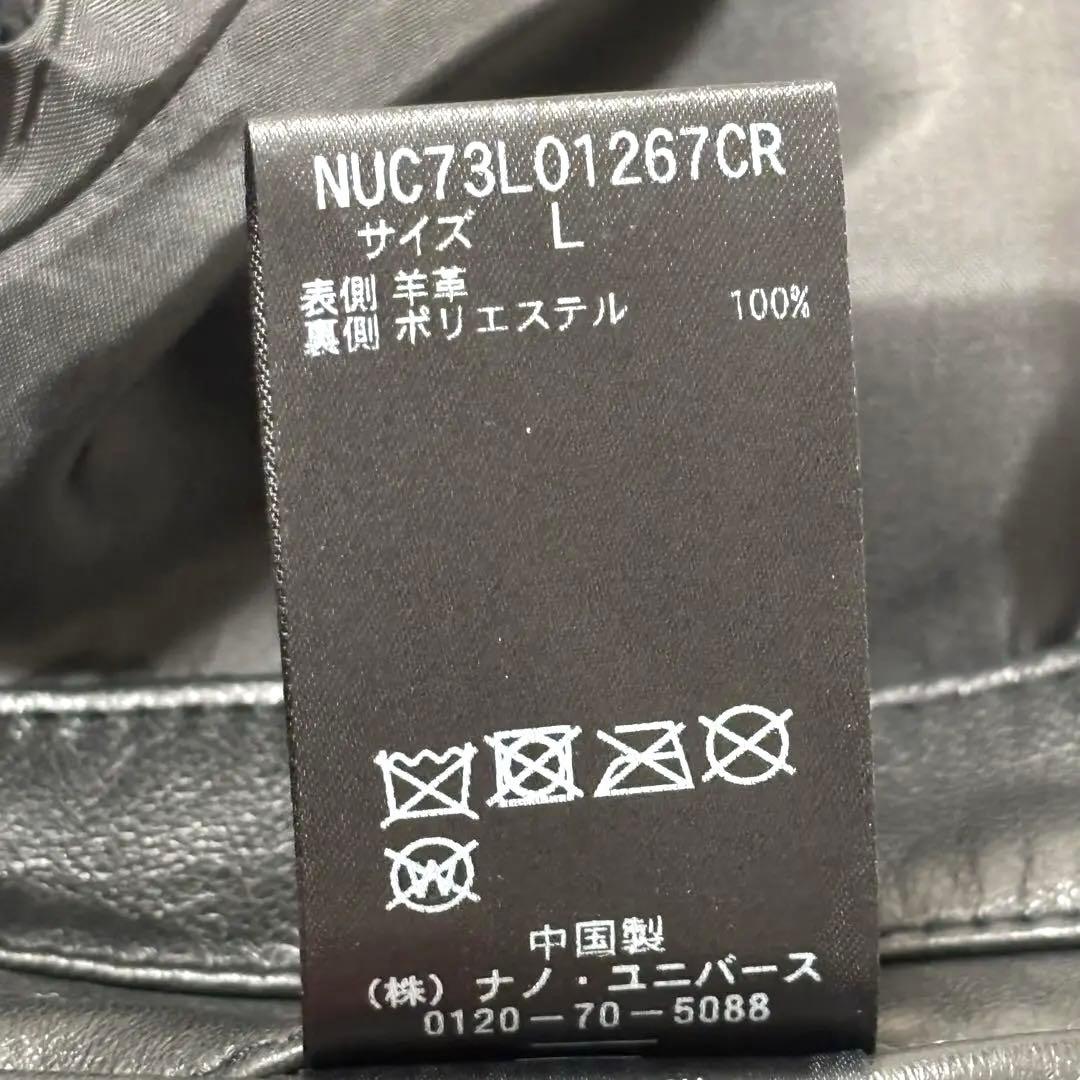 NUC73L01267CR
サイズ L
表側 羊革
裏側 ポリエステル 100%
中国製
(株) ナノ・ユニバース
0120-70-5088